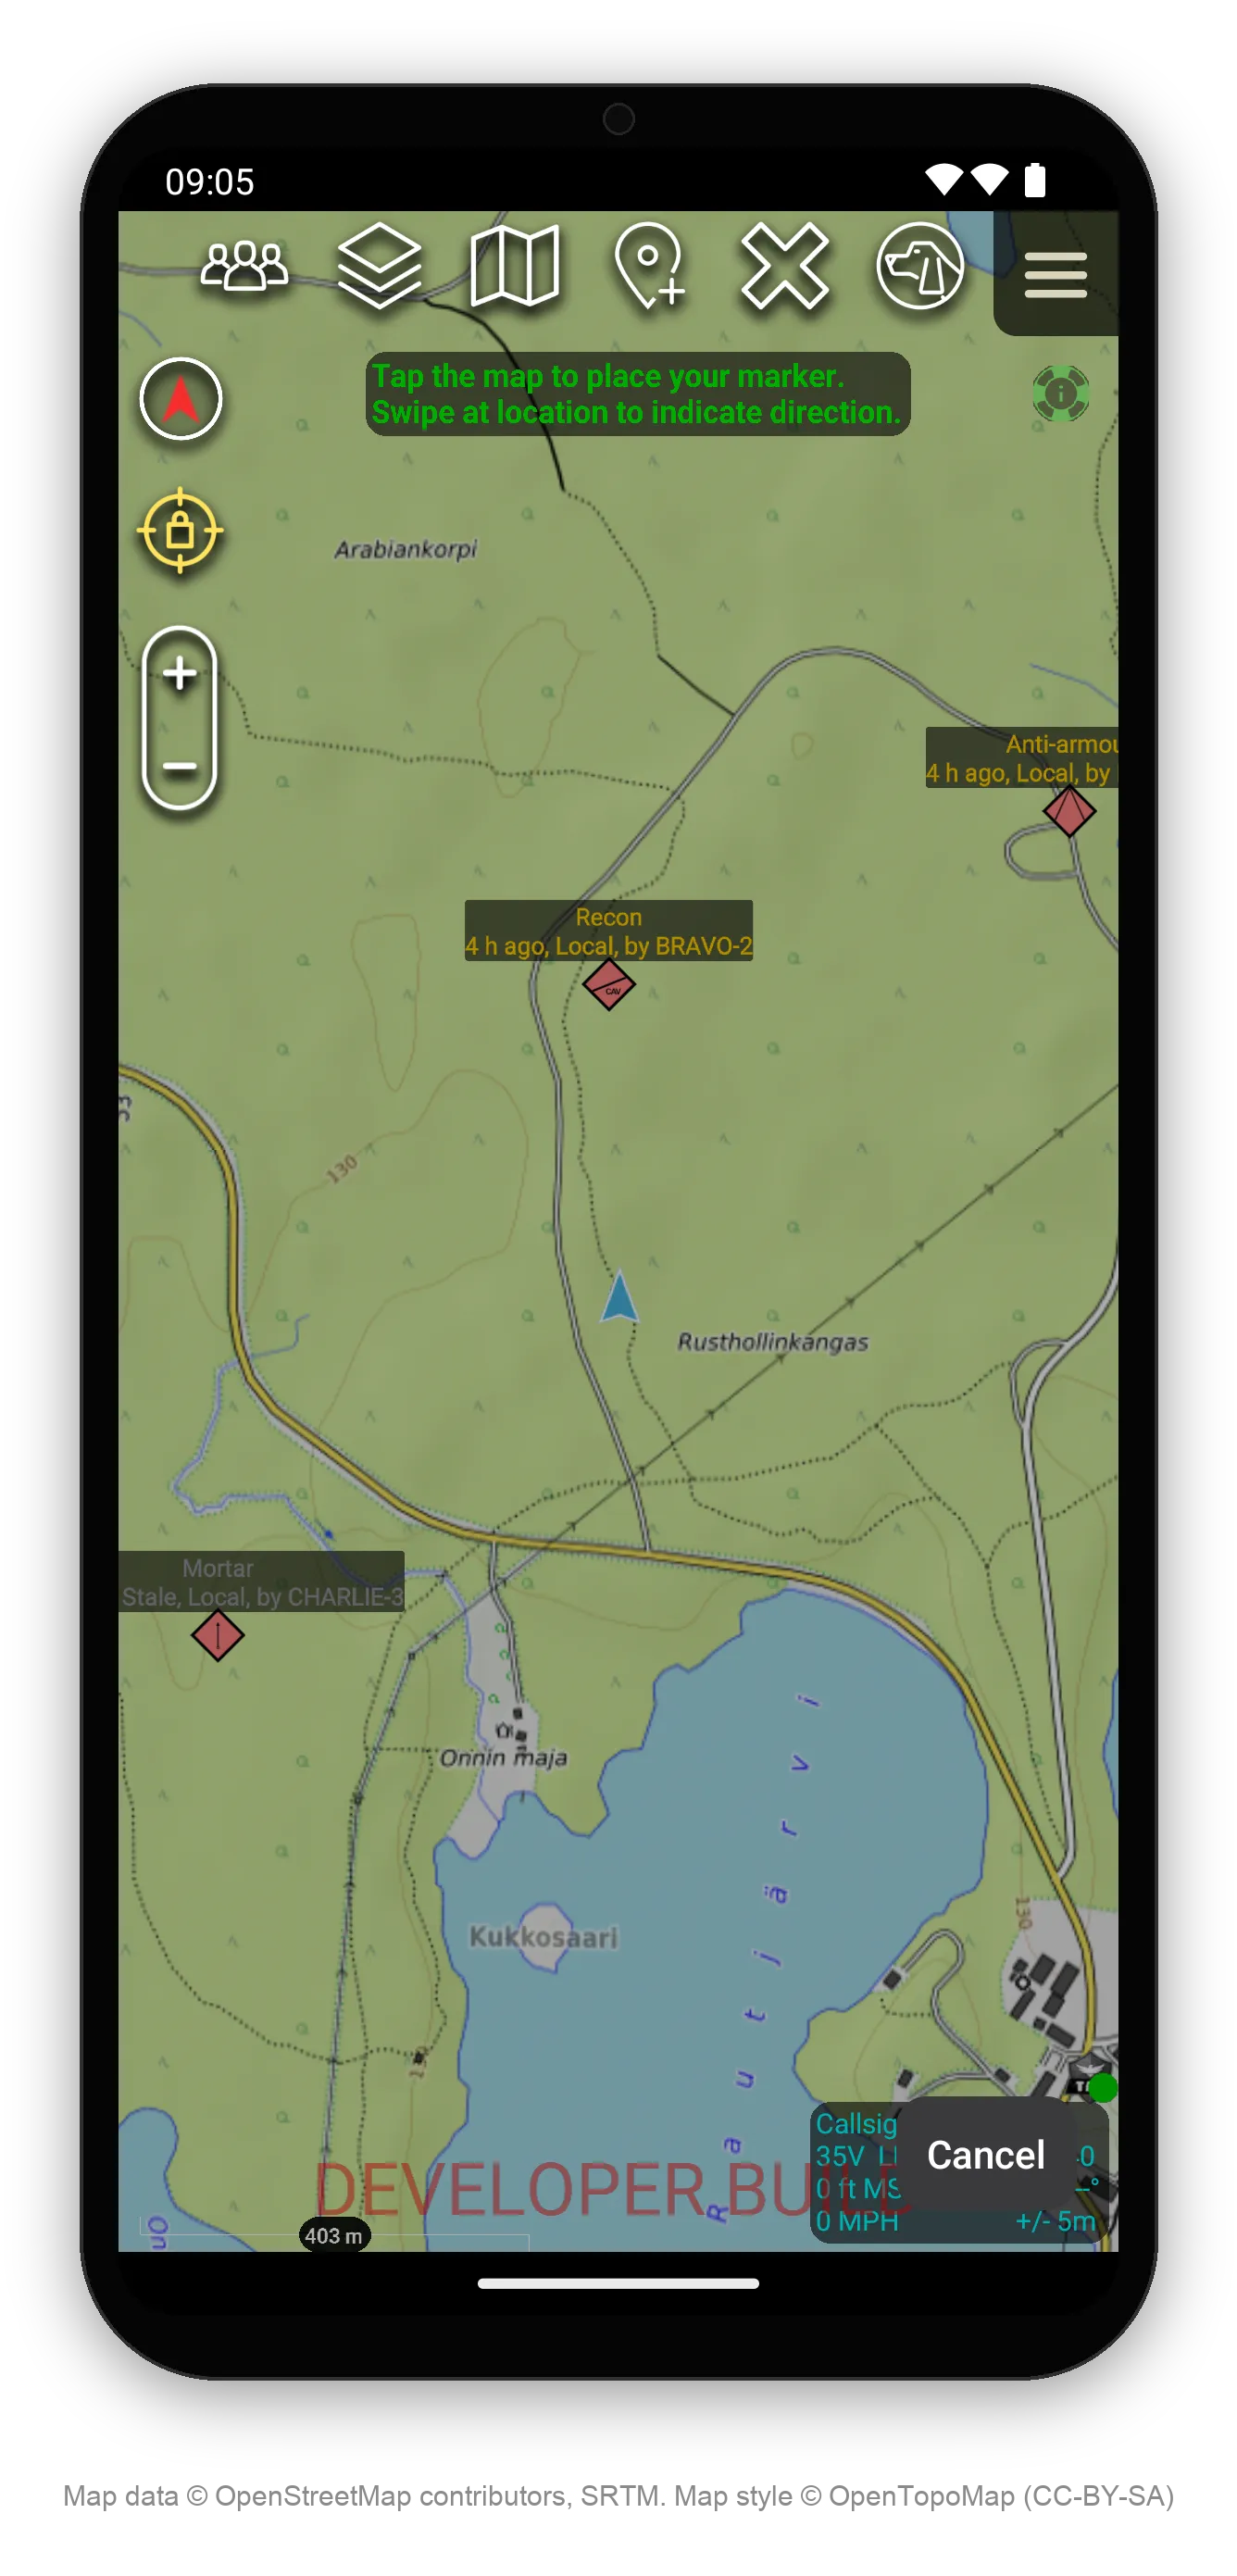 09:05
Tap the map to place your marker.
Swipe at location to indicate direction.
Arabiankorpi
Anti-armou
4 h ago, Local, by
Recon
4 h ago, Local, by BRAVO-2
CAV
53
130
Rusthollinkangas
Mortar
Stale, Local, by CHARLIE-3
Onnin maja
Rautjärvi
Kukkosaari
130
Callsig
35V
Cancel
0 ft MS
0 MPH
+/- 5m
DEVELOPER BUILD
403 m
Map data © OpenStreetMap contributors, SRTM. Map style © OpenTopoMap (CC-BY-SA)